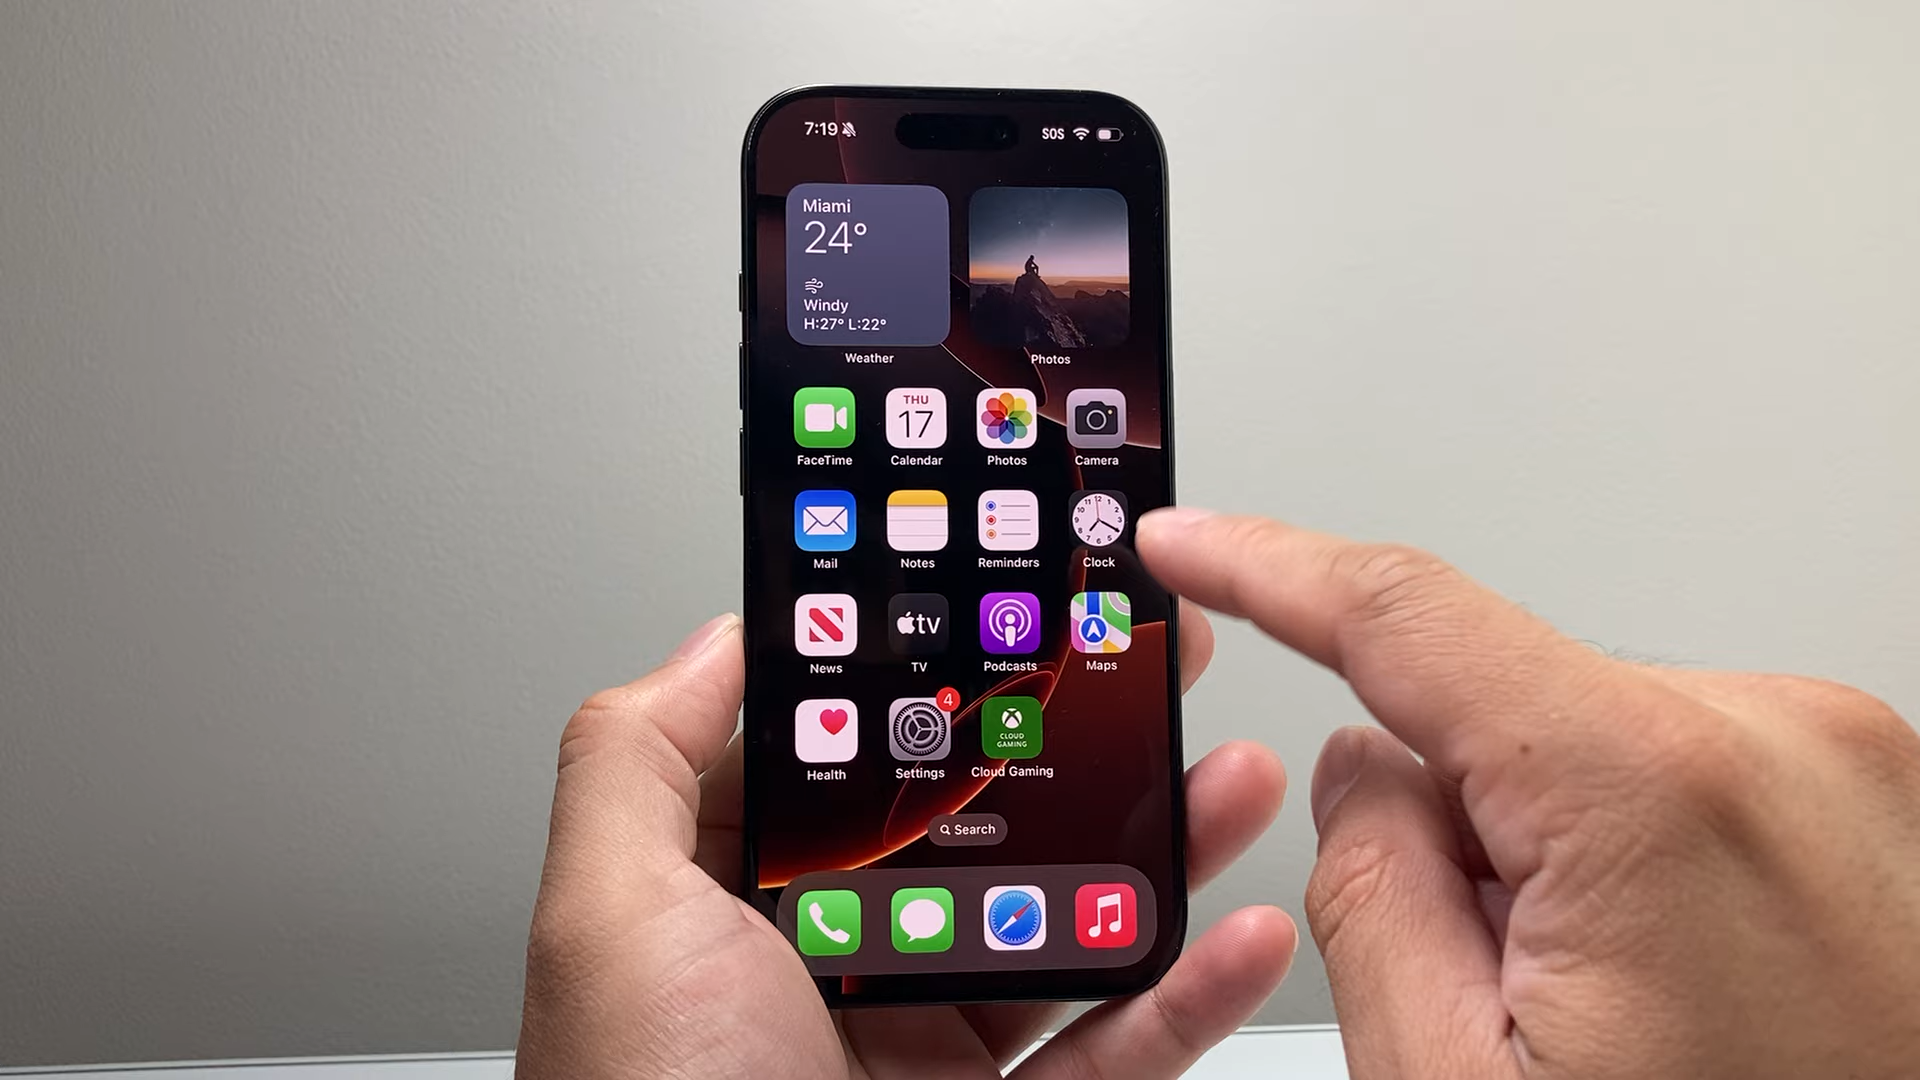 7:19
SOS
Miami
24°
Windy
H:27° L:22°
Weather
Photos
THU
17
FaceTime
Calendar
Photos
Camera
Mail
Notes
Reminders
Clock
tv
News
TV
Podcasts
Maps
4
CLOUD
GAMING
Health
Settings
Cloud Gaming
Search